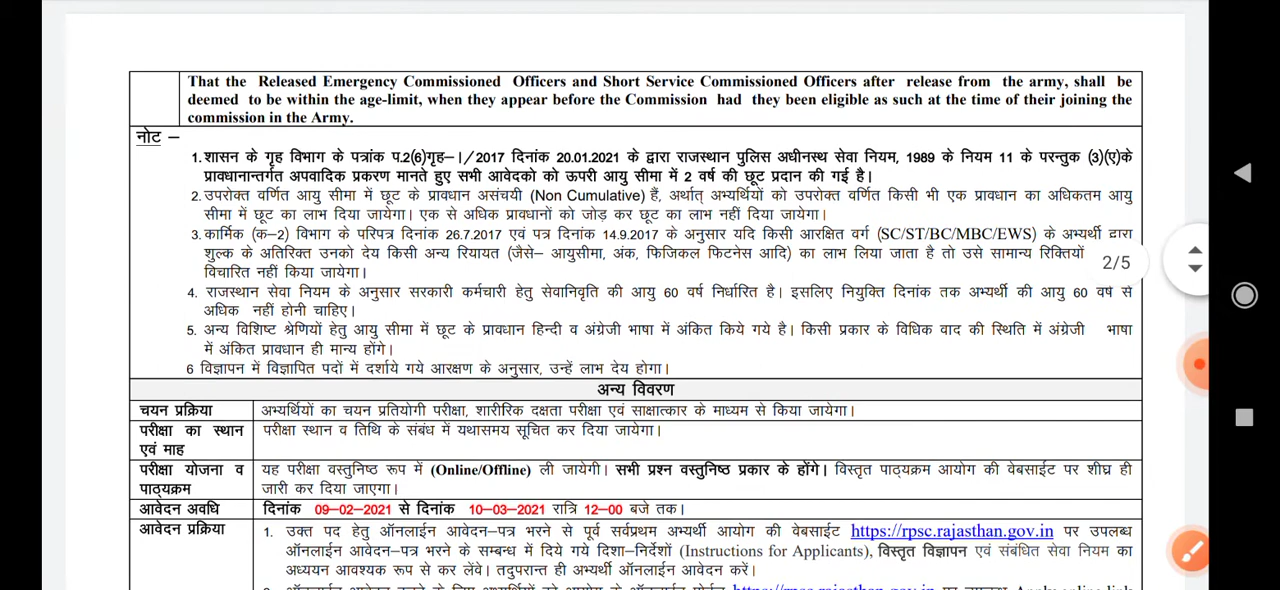 That the Released Emergency Commissioned Officers and Short Service Commissioned Officers after release from the army, shall be
deemed to be within the age-limit, when they appear before the Commission had they been eligible as such at the time of their joining the
commission in the Army.
नोट –
1. शासन के गृह विभाग के पत्रांक प.2(6)गृह–I/2017 दिनांक 20.01.2021 के द्वारा राजस्थान पुलिस अधीनस्थ सेवा नियम, 1989 के नियम 11 के परन्तुक (3)(ए)के
प्रावधानान्तर्गत अपवादिक प्रकरण मानते हुए सभी आवेदको को ऊपरी आयु सीमा में 2 वर्ष की छूट प्रदान की गई है।
2. उपरोक्त वर्णित आयु सीमा में छूट के प्रावधान असंचयी (Non Cumulative) हैं, अर्थात् अभ्यर्थियों को उपरोक्त वर्णित किसी भी एक प्रावधान का अधिकतम आयु
सीमा में छूट का लाभ दिया जायेगा। एक से अधिक प्रावधानों को जोड़ कर छूट का लाभ नहीं दिया जायेगा।
3. कार्मिक (क–2) विभाग के परिपत्र दिनांक 26.7.2017 एवं पत्र दिनांक 14.9.2017 के अनुसार यदि किसी आरक्षित वर्ग (SC/ST/BC/MBC/EWS) के अभ्यर्थी द्वारा
शुल्क के अतिरिक्त उनको देय किसी अन्य रियायत (जैसे– आयुसीमा, अंक, फिजिकल फिटनेस आदि) का लाभ लिया जाता है तो उसे सामान्य रिक्तियों
विचारित नहीं किया जायेगा।
2/5
4. राजस्थान सेवा नियम के अनुसार सरकारी कर्मचारी हेतु सेवानिवृति की आयु 60 वर्ष निर्धारित है। इसलिए नियुक्ति दिनांक तक अभ्यर्थी की आयु 60 वर्ष से
अधिक नहीं होनी चाहिए।
5. अन्य विशिष्ट श्रेणियों हेतु आयु सीमा में छूट के प्रावधान हिन्दी व अंग्रेजी भाषा में अंकित किये गये है। किसी प्रकार के विधिक वाद की स्थिति में अंग्रेजी भाषा
में अंकित प्रावधान ही मान्य होंगे।
6 विज्ञापन में विज्ञापित पदों में दर्शाये गये आरक्षण के अनुसार, उन्हें लाभ देय होगा।
अन्य विवरण
चयन प्रक्रिया अभ्यर्थियों का चयन प्रतियोगी परीक्षा, शारीरिक दक्षता परीक्षा एवं साक्षात्कार के माध्यम से किया जायेगा।
परीक्षा का स्थान परीक्षा स्थान व तिथि के संबंध में यथासमय सूचित कर दिया जायेगा।
एवं माह
परीक्षा योजना व यह परीक्षा वस्तुनिष्ठ रूप में (Online/Offline) ली जायेगी। सभी प्रश्न वस्तुनिष्ठ प्रकार के होंगे। विस्तृत पाठ्यक्रम आयोग की वेबसाईट पर शीघ्र ही
पाठ्यक्रम जारी कर दिया जाएगा।
आवेदन अवधि दिनांक 09–02–2021 से दिनांक 10–03–2021 रात्रि 12–00 बजे तक।
आवेदन प्रक्रिया 1. उक्त पद हेतु ऑनलाईन आवेदन–पत्र भरने से पूर्व सर्वप्रथम अभ्यर्थी आयोग की वेबसाईट https://rpsc.rajasthan.gov.in पर उपलब्ध
ऑनलाईन आवेदन–पत्र भरने के सम्बन्ध में दिये गये दिशा–निर्देशों (Instructions for Applicants), विस्तृत विज्ञापन एवं संबंधित सेवा नियम का
अध्ययन आवश्यक रूप से कर लेवें। तदुपरान्त ही अभ्यर्थी ऑनलाईन आवेदन करें।